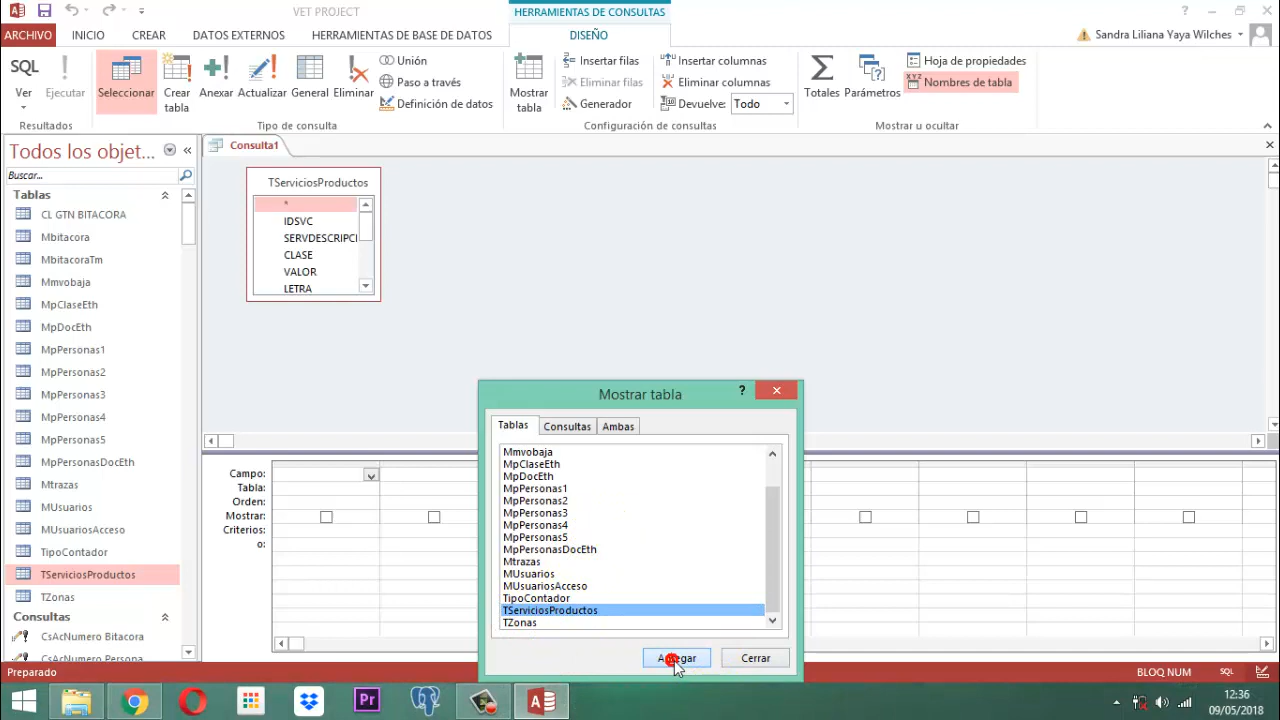 VET PROJECT
HERRAMIENTAS DE CONSULTAS
?
ARCHIVO INICIO CREAR DATOS EXTERNOS HERRAMIENTAS DE BASE DE DATOS DISEÑO Sandra Liliana Yaya Wilches
SQL
Ver
Ejecutar
Resultados
Seleccionar
Crear tabla
Anexar
Actualizar
General
Eliminar
Unión
Paso a través
Definición de datos
Tipo de consulta
Mostrar tabla
Insertar filas
Eliminar filas
Generador
Insertar columnas
Eliminar columnas
Devuelve: Todo
Configuración de consultas
Totales
Parámetros
Hoja de propiedades
XYZ Nombres de tabla
Mostrar u ocultar
Todos los objet...
Buscar...
Tablas
CL GTN BITACORA
Mbitacora
MbitacoraTm
Mmvobaja
MpClaseEth
MpDocEth
MpPersonas1
MpPersonas2
MpPersonas3
MpPersonas4
MpPersonas5
MpPersonasDocEth
Mtrazas
MUsuarios
MUsuariosAcceso
TipoContador
TServiciosProductos
TZonas
Consultas
CsAcNumero Bitacora
CsAcNumero Persona
Consulta1
TServiciosProductos
*
IDSVC
SERVDESCRIPCI
CLASE
VALOR
LETRA
Campo:
Tabla:
Orden:
Mostrar:
Criterios:
o:
Mostrar tabla
?
Tablas Consultas Ambas
Mmvobaja
MpClaseEth
MpDocEth
MpPersonas1
MpPersonas2
MpPersonas3
MpPersonas4
MpPersonas5
MpPersonasDocEth
Mtrazas
MUsuarios
MUsuariosAcceso
TipoContador
TServiciosProductos
TZonas
Agregar Cerrar
Preparado BLOQ NUM SQL
Pr
12:36
09/05/2018